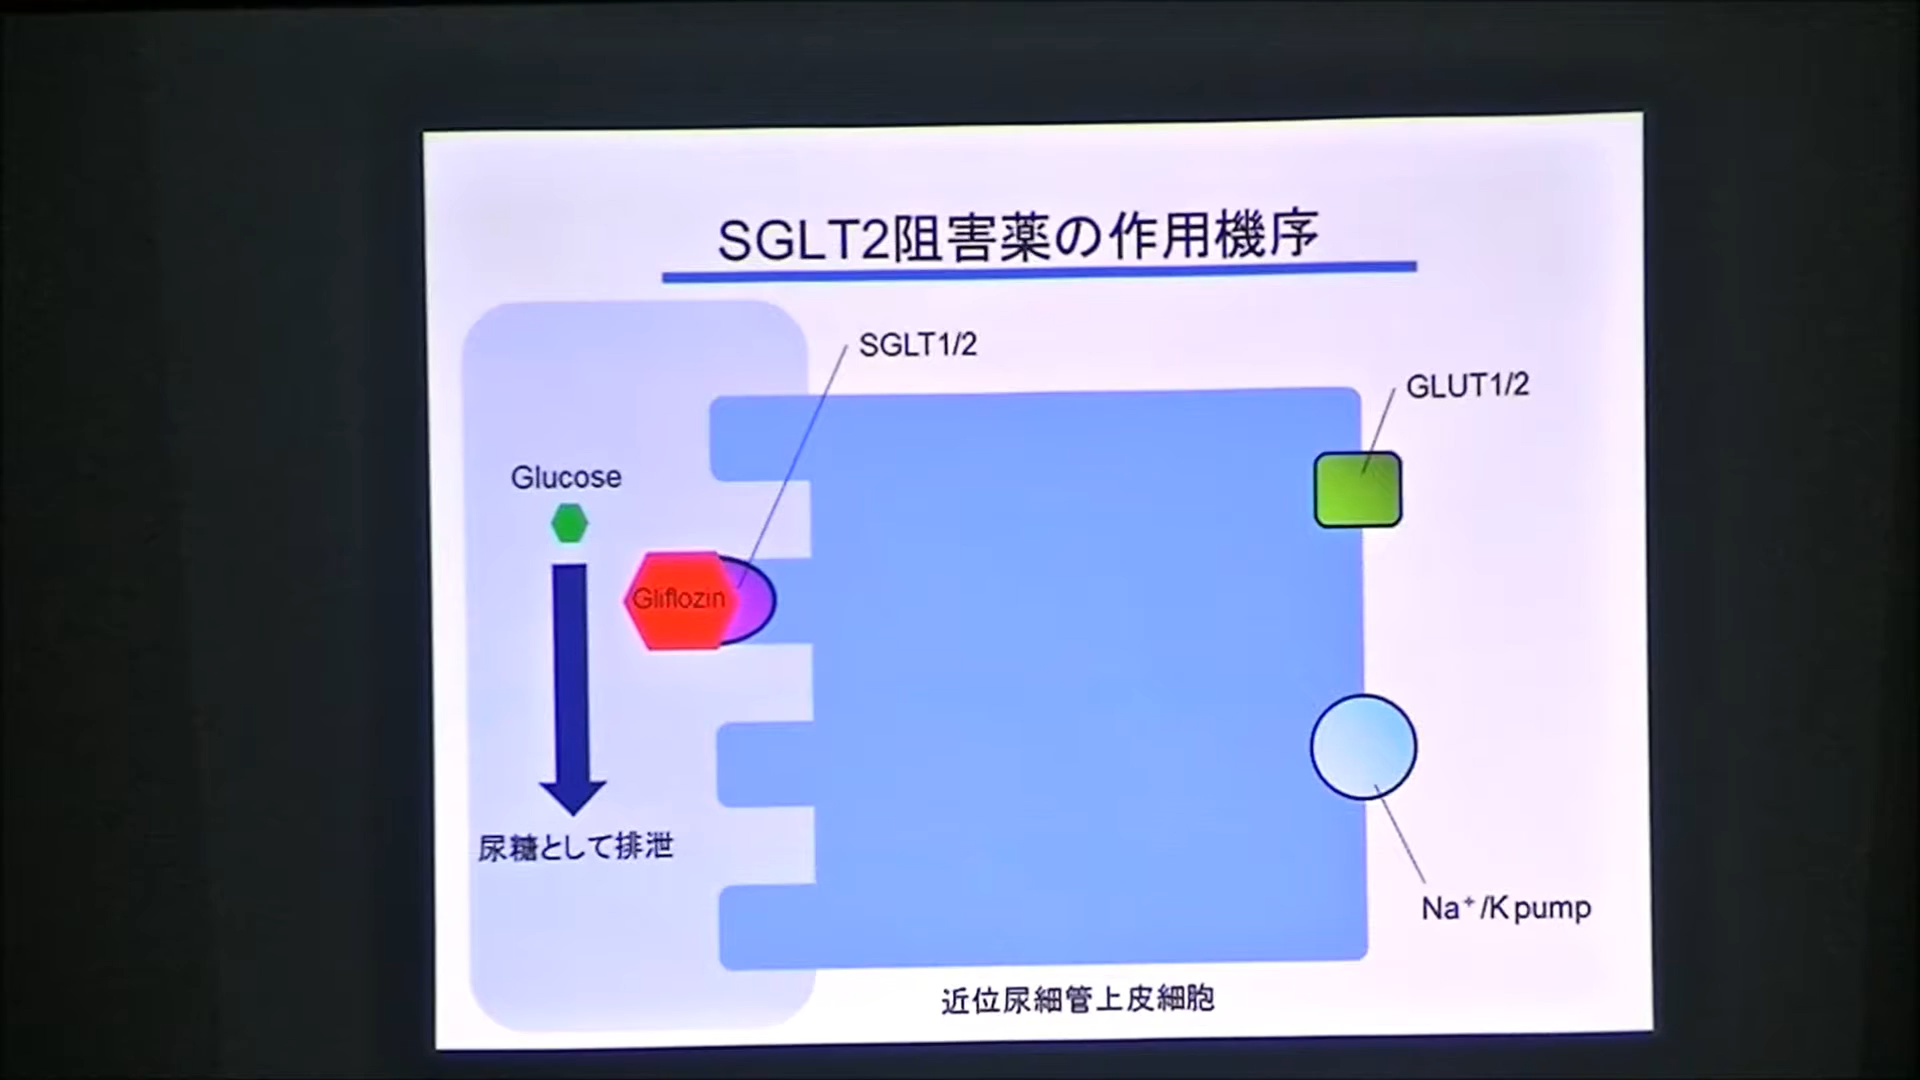 SGLT2阻害薬の作用機序
SGLT1/2
GLUT1/2
Glucose
Gliflozin
尿糖として排泄
Na⁺/K pump
近位尿細管上皮細胞